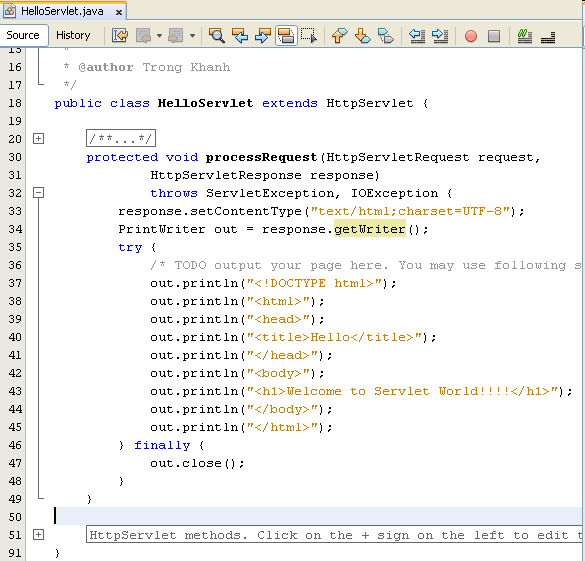 HelloServlet.java x
Source History
15 *
16 * @author Trong Khanh
17 */
18 public class HelloServlet extends HttpServlet {
19
20 /**...*/
30 protected void processRequest(HttpServletRequest request,
31 HttpServletResponse response)
32 throws ServletException, IOException {
33 response.setContentType("text/html;charset=UTF-8");
34 PrintWriter out = response.getWriter();
35 try {
36 /* TODO output your page here. You may use following s
37 out.println("<!DOCTYPE html>");
38 out.println("<html>");
39 out.println("<head>");
40 out.println("<title>Hello</title>");
41 out.println("</head>");
42 out.println("<body>");
43 out.println("<h1>Welcome to Servlet World!!!!</h1>");
44 out.println("</body>");
45 out.println("</html>");
46 } finally {
47 out.close();
48 }
49 }
50
51 HttpServlet methods. Click on the + sign on the left to edit t
91 }